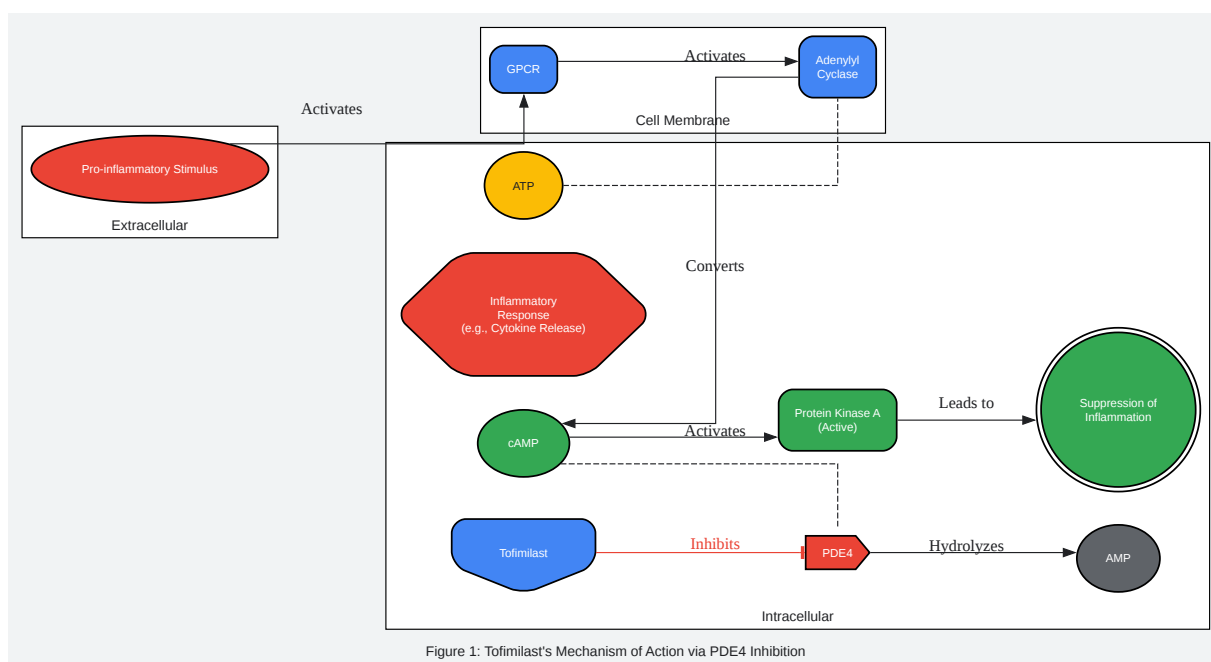 GPCR
Activates
Adenylyl
Cyclase
Cell Membrane
Activates
Pro-inflammatory Stimulus
Extracellular
ATP
Converts
Inflammatory
Response
(e.g., Cytokine Release)
cAMP
Activates
Protein Kinase A
(Active)
Leads to
Suppression of
Inflammation
Tofimilast
Inhibits
PDE4
Hydrolyzes
AMP
Intracellular
Figure 1: Tofimilast's Mechanism of Action via PDE4 Inhibition